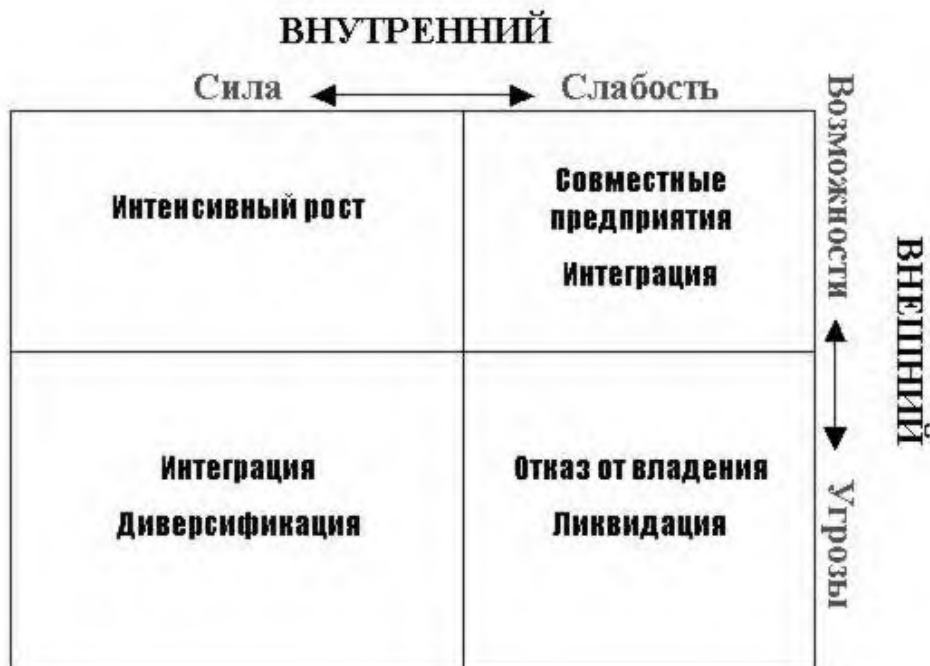 ВНУТРЕННИЙ
Сила
Слабость
Интенсивный рост
Совместные
предприятия
Интеграция
Интеграция
Диверсификация
Отказ от владения
Ликвидация
Возможности
Угрозы
ВНЕШНИЙ